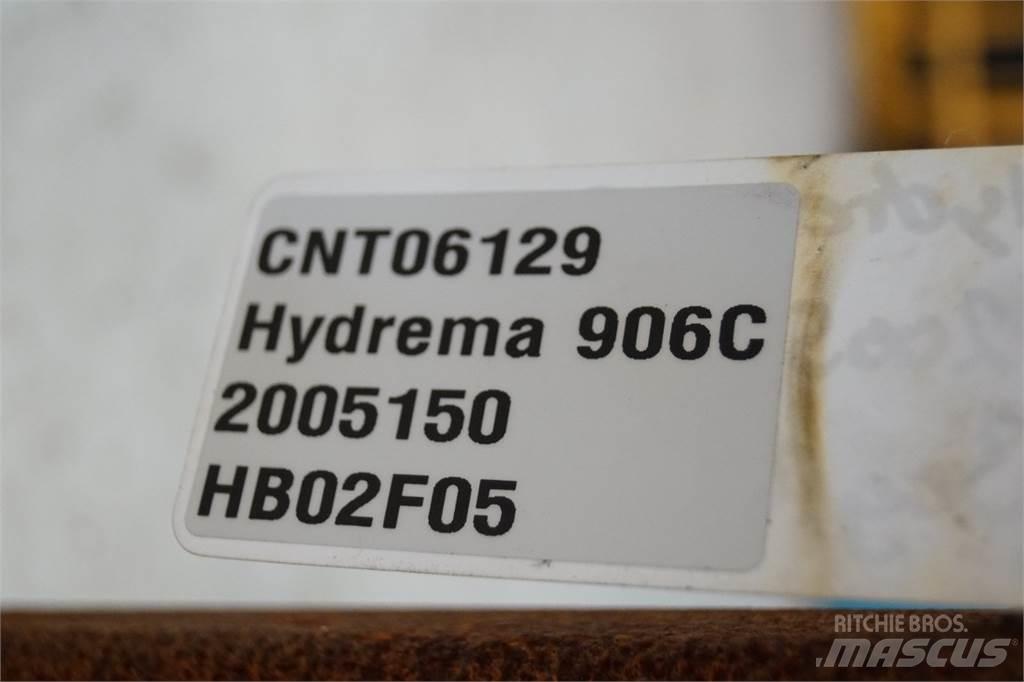 CNT06129
Hydrema 906C
2005150
HB02F05
RITCHIE BROS.
MASCUS